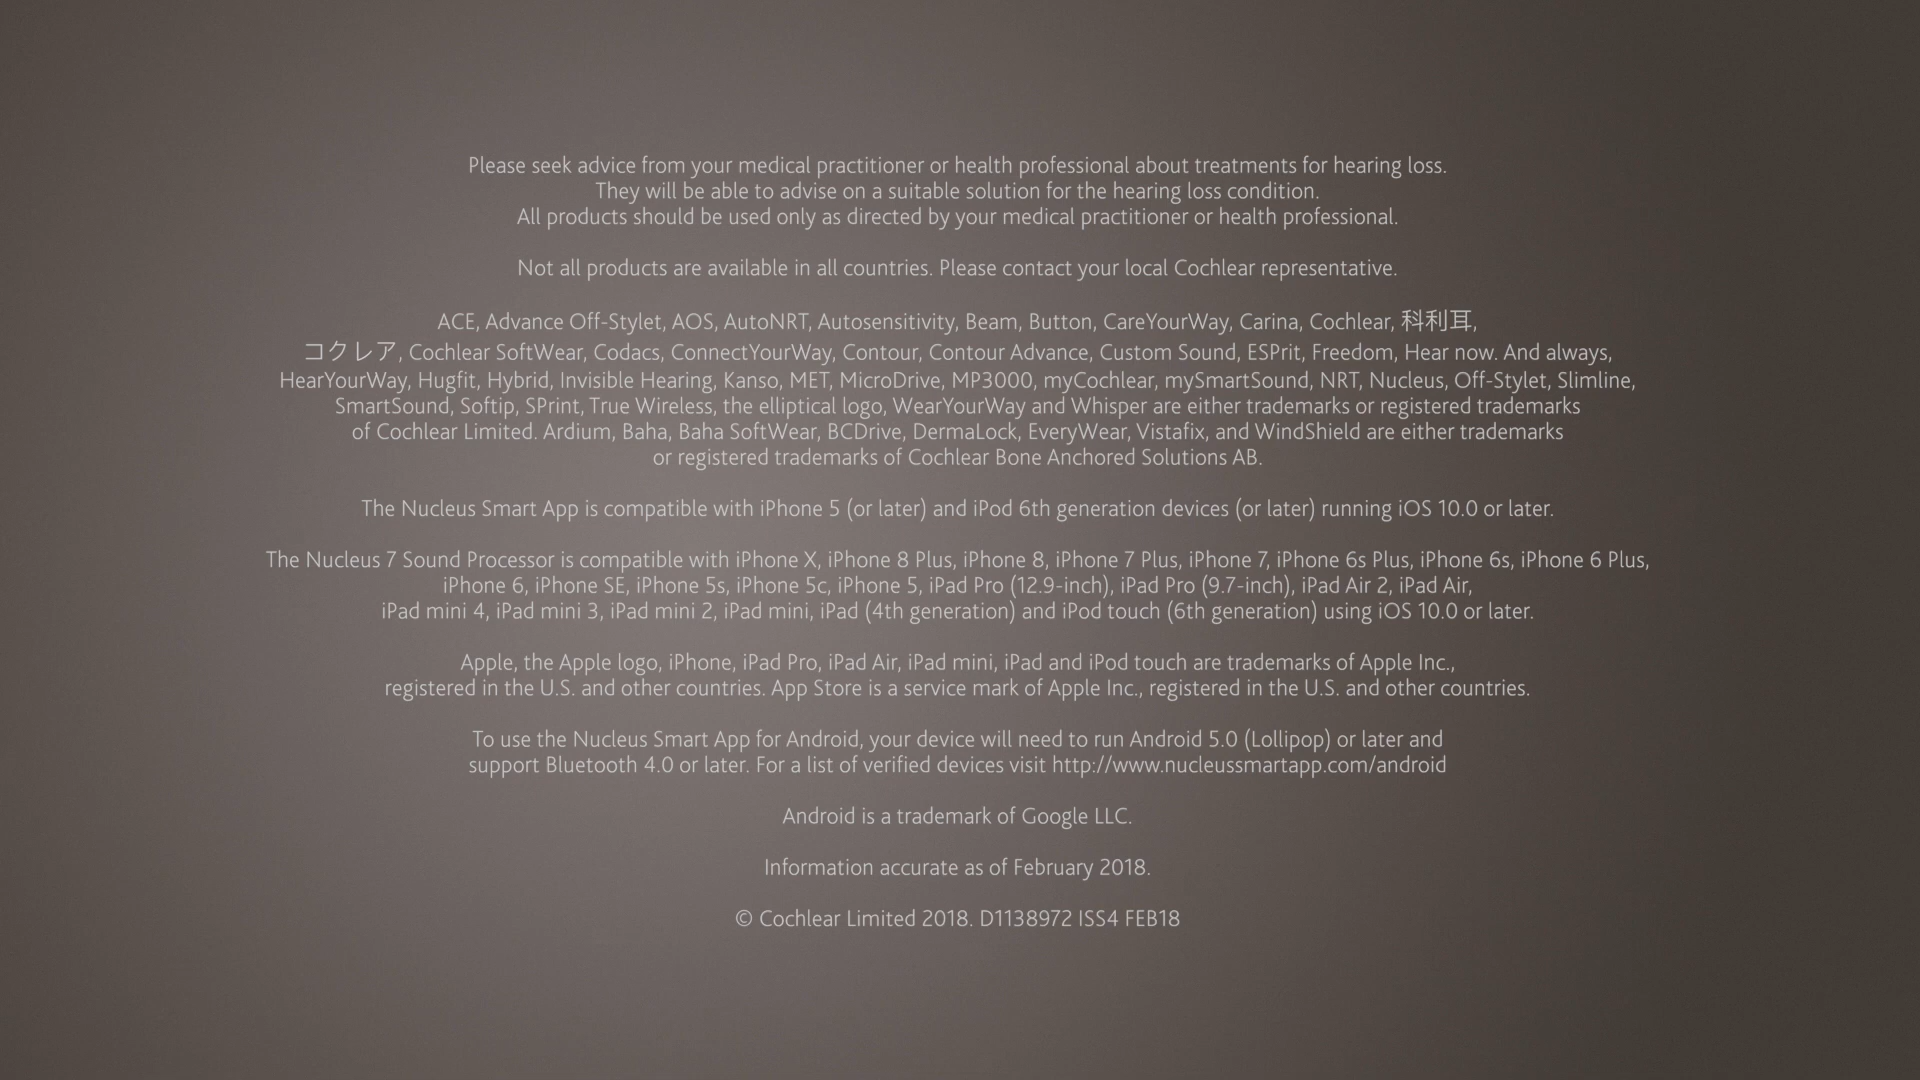 Please seek advice from your medical practitioner or health professional about treatments for hearing loss.
They will be able to advise on a suitable solution for the hearing loss condition.
All products should be used only as directed by your medical practitioner or health professional.
Not all products are available in all countries. Please contact your local Cochlear representative.
ACE, Advance Off-Stylet, AOS, AutoNRT, Autosensitivity, Beam, Button, CareYourWay, Carina, Cochlear, 科利耳,
コクレア, Cochlear SoftWear, Codacs, ConnectYourWay, Contour, Contour Advance, Custom Sound, ESPrit, Freedom, Hear now. And always,
HearYourWay, Hugfit, Hybrid, Invisible Hearing, Kanso, MET, MicroDrive, MP3000, myCochlear, mySmartSound, NRT, Nucleus, Off-Stylet, Slimline,
SmartSound, Softip, SPrint, True Wireless, the elliptical logo, WearYourWay and Whisper are either trademarks or registered trademarks
of Cochlear Limited. Ardium, Baha, Baha SoftWear, BCDrive, DermaLock, EveryWear, Vistafix, and WindShield are either trademarks
or registered trademarks of Cochlear Bone Anchored Solutions AB.
The Nucleus Smart App is compatible with iPhone 5 (or later) and iPod 6th generation devices (or later) running iOS 10.0 or later.
The Nucleus 7 Sound Processor is compatible with iPhone X, iPhone 8 Plus, iPhone 8, iPhone 7 Plus, iPhone 7, iPhone 6s Plus, iPhone 6s, iPhone 6 Plus,
iPhone 6, iPhone SE, iPhone 5s, iPhone 5c, iPhone 5, iPad Pro (12.9-inch), iPad Pro (9.7-inch), iPad Air 2, iPad Air,
iPad mini 4, iPad mini 3, iPad mini 2, iPad mini, iPad (4th generation) and iPod touch (6th generation) using iOS 10.0 or later.
Apple, the Apple logo, iPhone, iPad Pro, iPad Air, iPad mini, iPad and iPod touch are trademarks of Apple Inc.,
registered in the U.S. and other countries. App Store is a service mark of Apple Inc., registered in the U.S. and other countries.
To use the Nucleus Smart App for Android, your device will need to run Android 5.0 (Lollipop) or later and
support Bluetooth 4.0 or later. For a list of verified devices visit http://www.nucleussmartapp.com/android
Android is a trademark of Google LLC.
Information accurate as of February 2018.
© Cochlear Limited 2018. D1138972 ISS4 FEB18